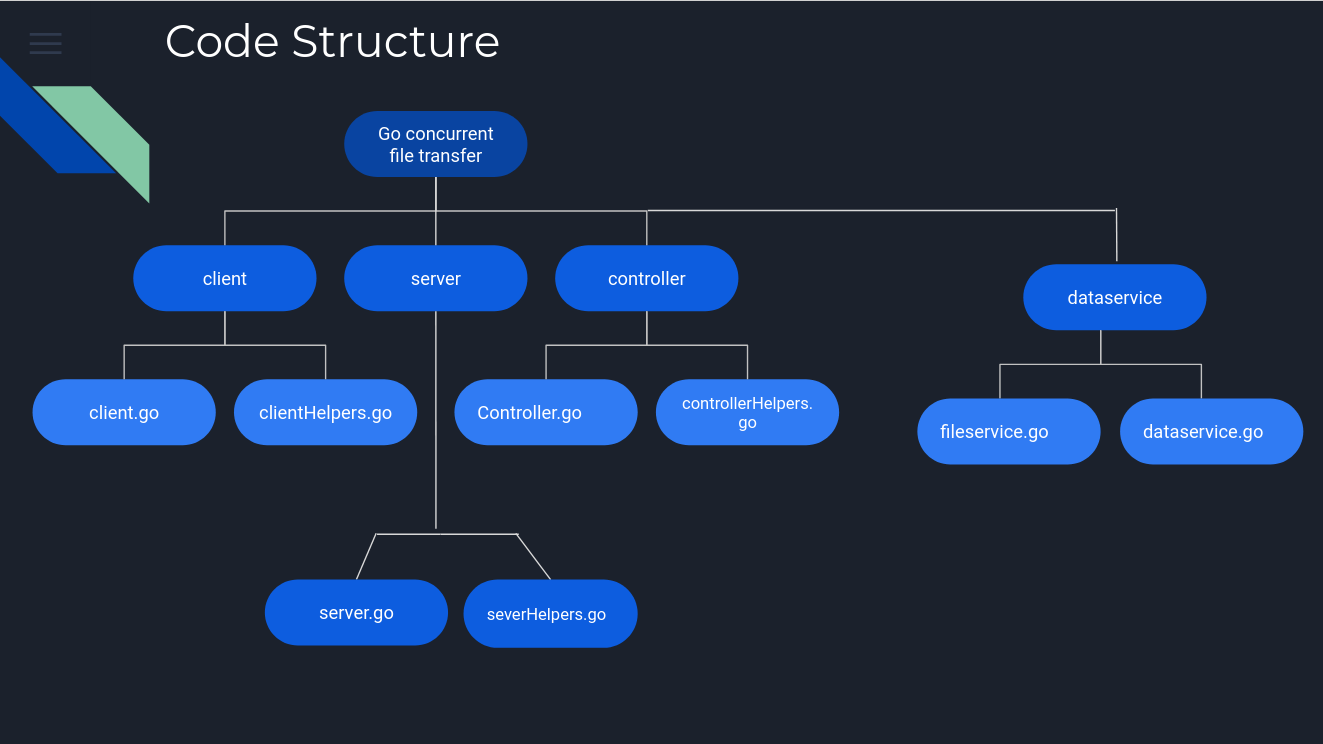 Code Structure
Go concurrent
file transfer
client
server
controller
dataservice
client.go
clientHelpers.go
Controller.go
controllerHelpers.
go
fileservice.go
dataservice.go
server.go
severHelpers.go